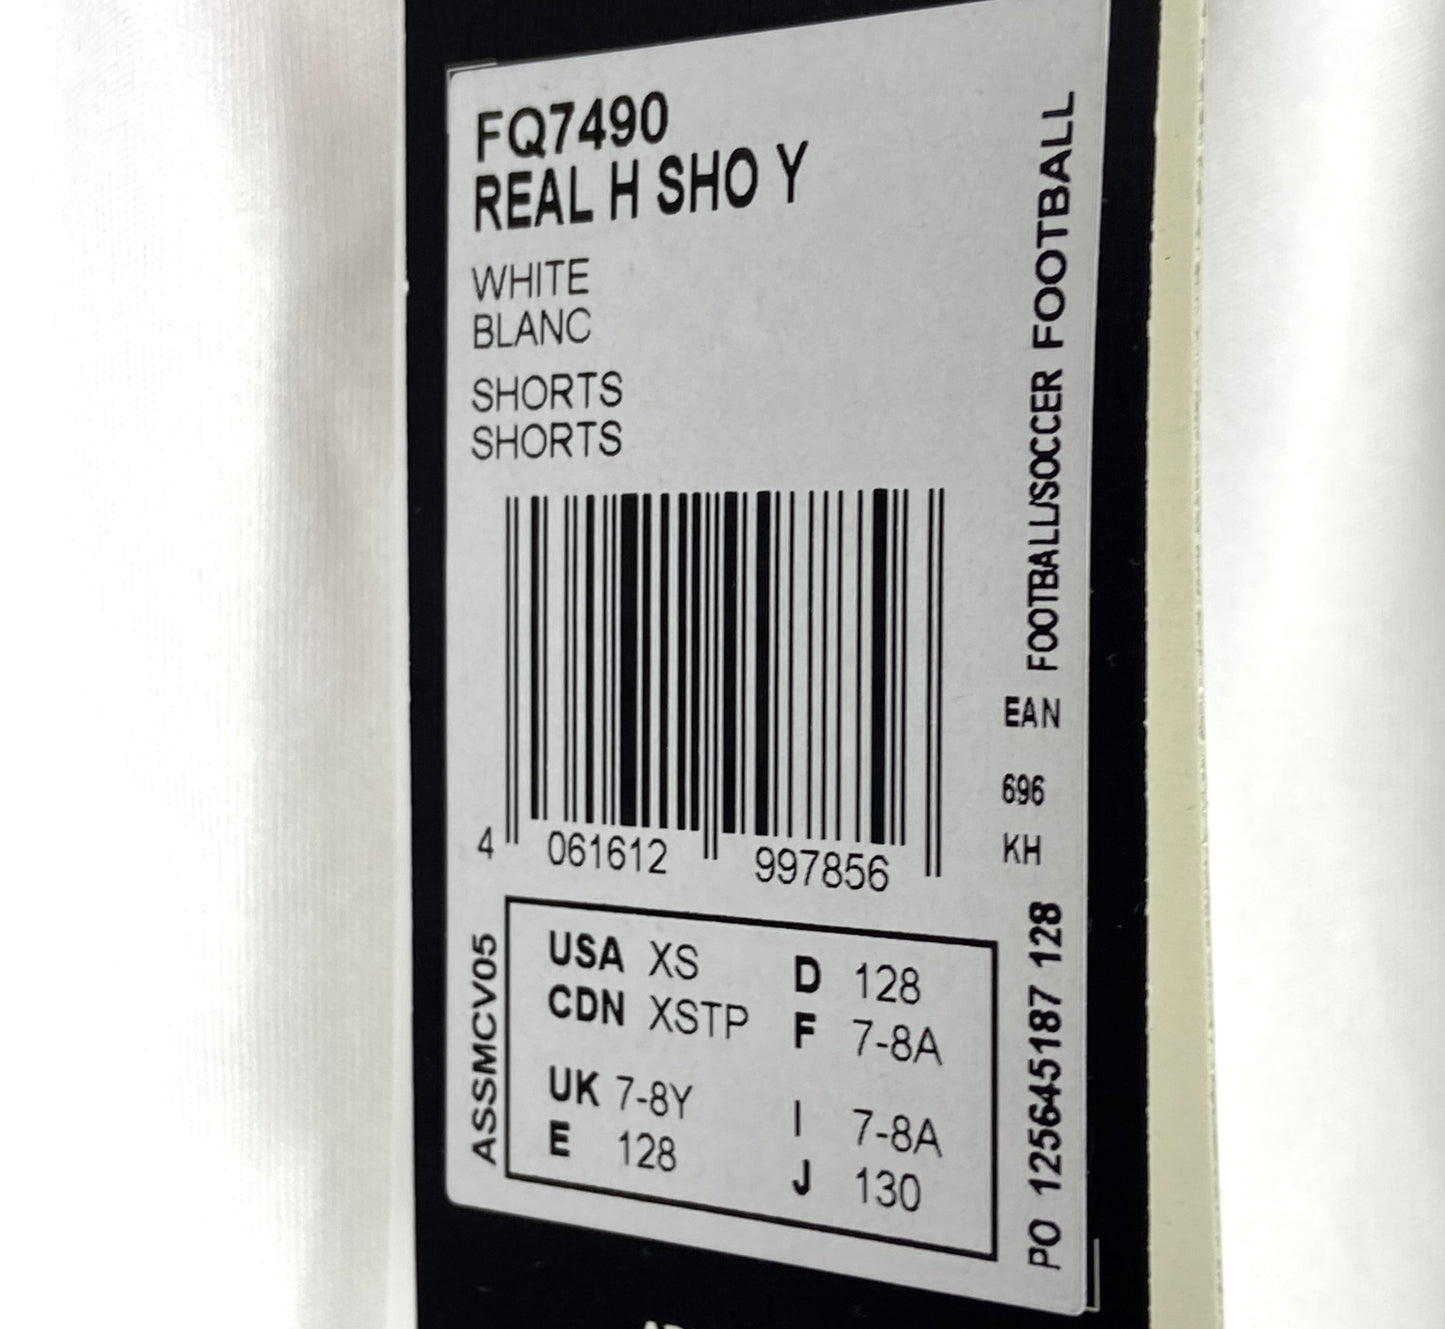 FQ7490
REAL H SHO Y
WHITE
BLANC
SHORTS
SHORTS
FOOTBALL/SOCCER FOOTBALL
EAN
696
KH
4 061612 997856
ASSMCV05
USA XS D 128
CDN XSTP F 7-8A
UK 7-8Y I 7-8A
E 128 J 130
PO 125645187 128